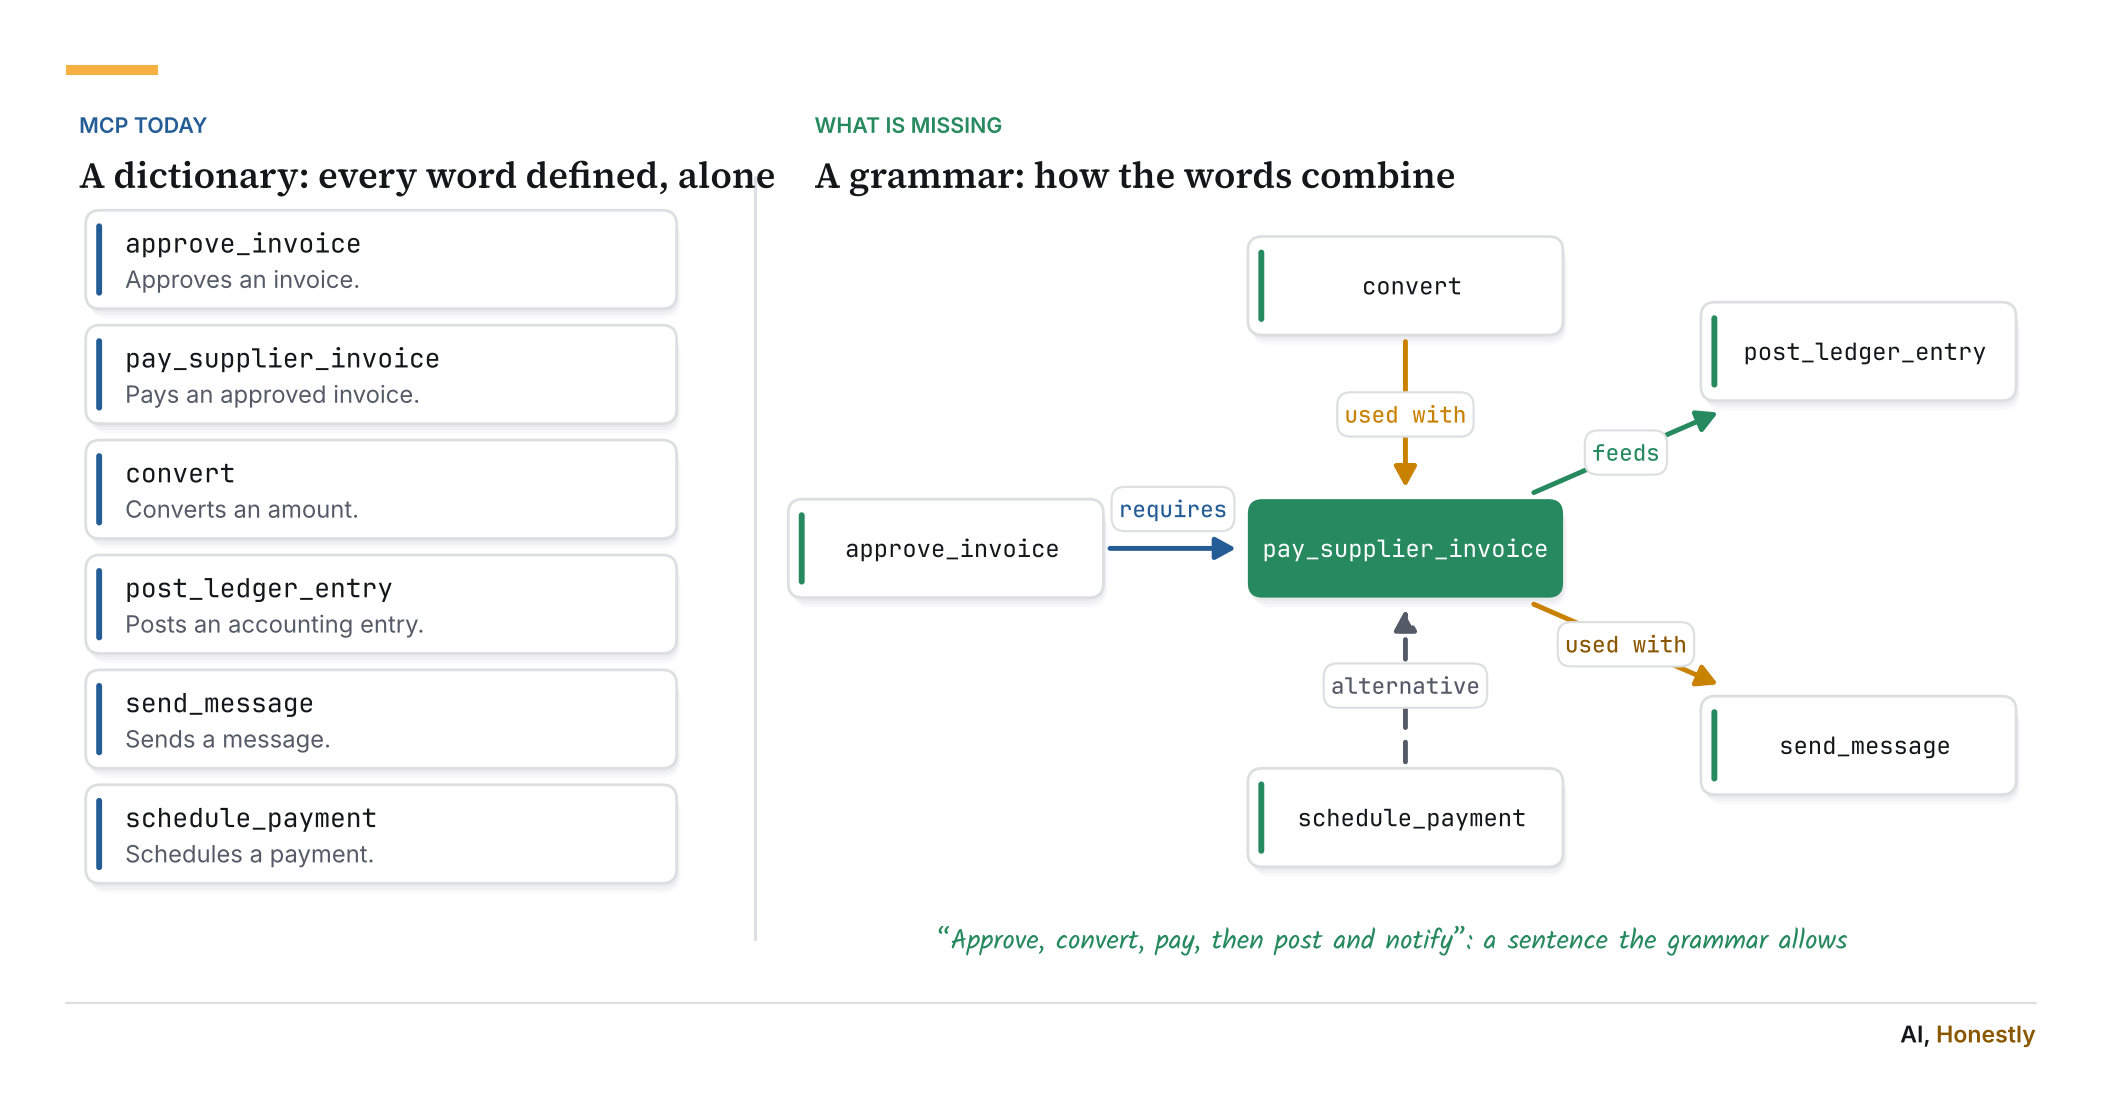 MCP TODAY
A dictionary: every word defined, alone
approve_invoice
Approves an invoice.
pay_supplier_invoice
Pays an approved invoice.
convert
Converts an amount.
post_ledger_entry
Posts an accounting entry.
send_message
Sends a message.
schedule_payment
Schedules a payment.
WHAT IS MISSING
A grammar: how the words combine
convert
post_ledger_entry
used with
feeds
requires
approve_invoice
pay_supplier_invoice
used with
alternative
send_message
schedule_payment
“Approve, convert, pay, then post and notify”: a sentence the grammar allows
AI, Honestly